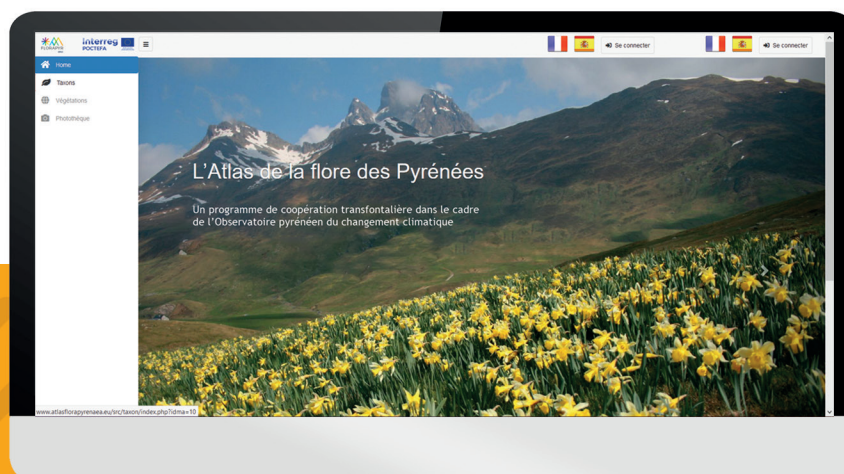 FLORAPYR
Interreg
POCTEFA
Se connecter
Se connecter
Home
Taxons
Végétations
Photothèque
L'Atlas de la flore des Pyrénées
Un programme de coopération transfontalière dans le cadre
de l'Observatoire pyrénéen du changement climatique
www.atlasflorapyrenaea.eu/src/taxon/index.php?idma=10